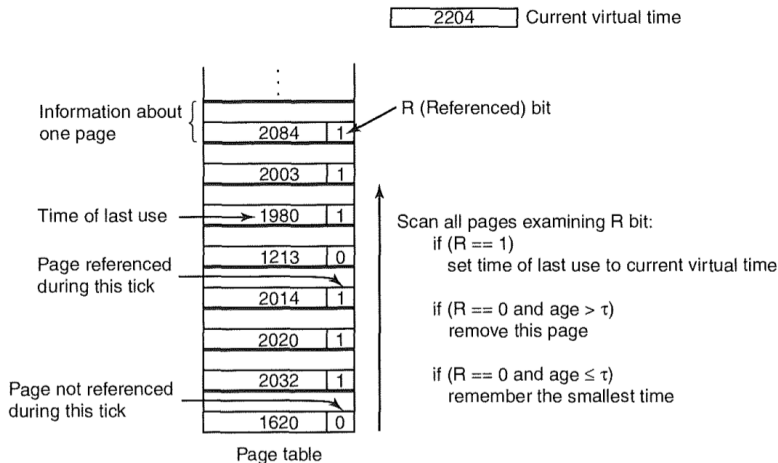 2204 Current virtual time
Information about
one page
R (Referenced) bit
2084 1
2003 1
Time of last use
1980 1
Scan all pages examining R bit:
if (R == 1)
set time of last use to current virtual time
1213 0
Page referenced
during this tick
2014 1
if (R == 0 and age > τ)
remove this page
2020 1
2032 1
if (R == 0 and age ≤ τ)
remember the smallest time
Page not referenced
during this tick
1620 0
Page table